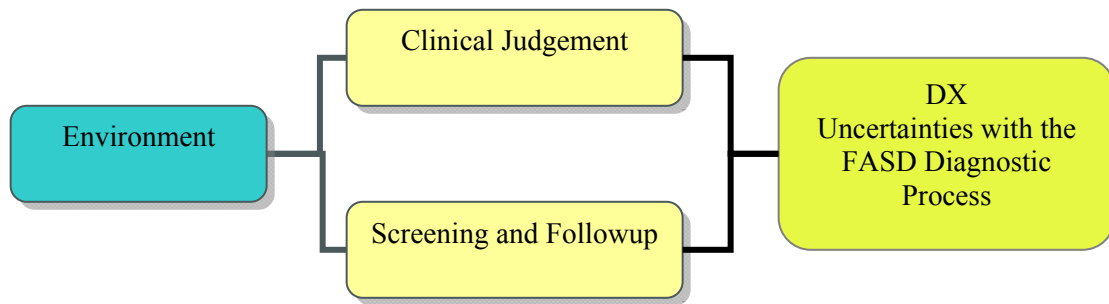 Clinical Judgement
Environment
Screening and Followup
DX
Uncertainties with the
FASD Diagnostic
Process